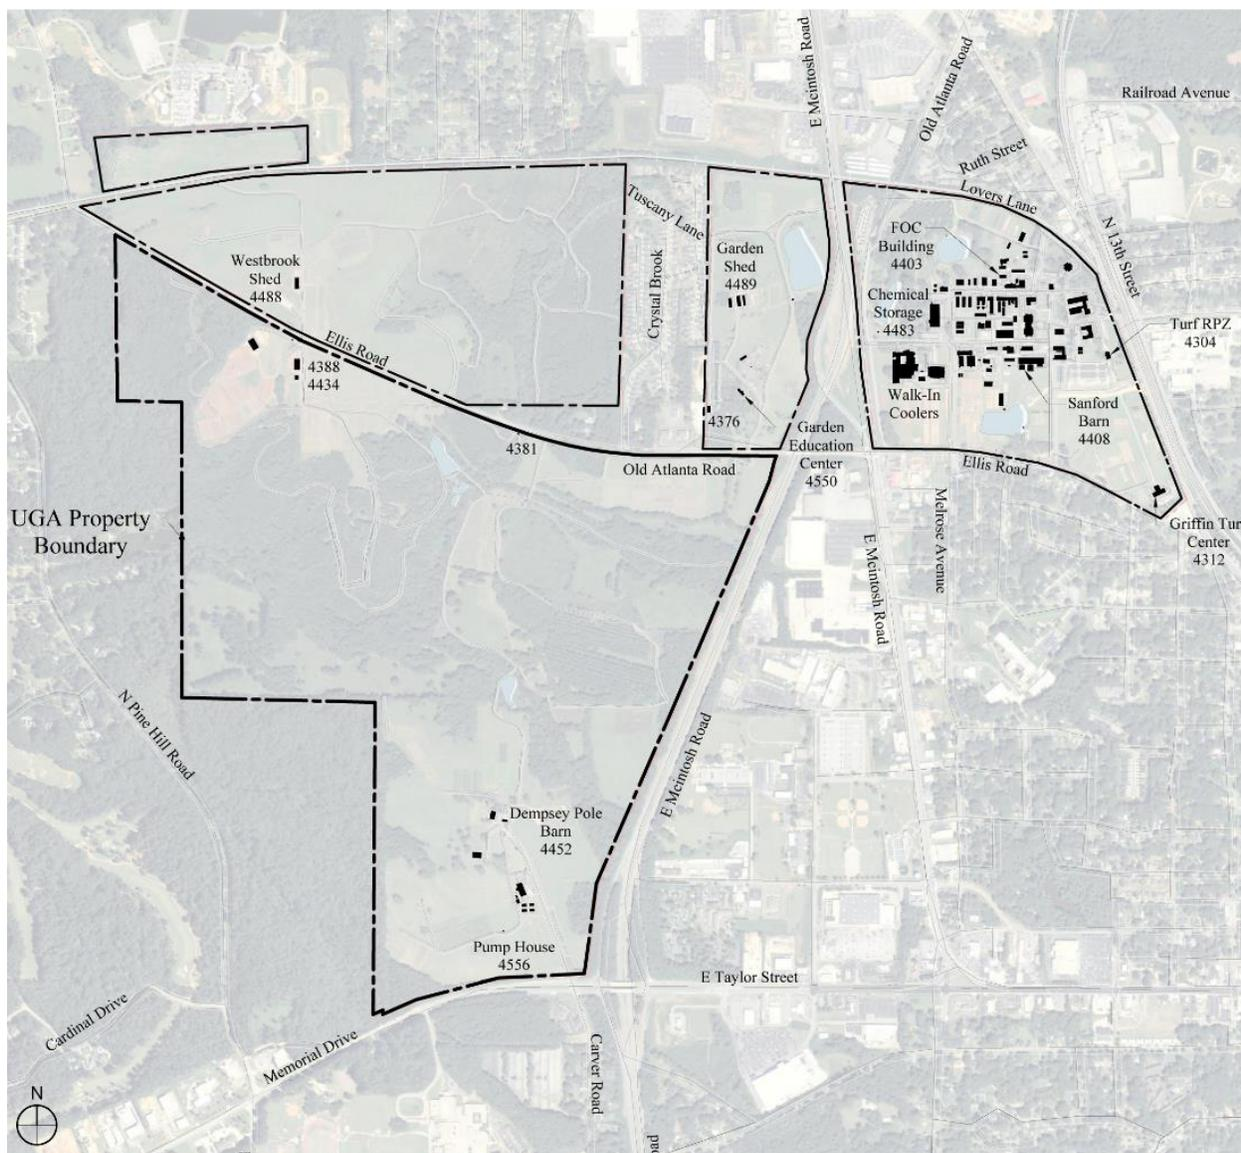 E Mcintosh Road
Old Atlanta Road
Railroad Avenue
Ruth Street
Lovers Lane
Tuscany Lane
N 13th Street
FOC
Building
4403
Westbrook
Shed
4488
Garden
Shed
4489
Crystal Brook
Chemical
Storage
4483
Turf RPZ
4304
Ellis Road
4388
4434
Walk-In
Coolers
Sanford
Barn
4408
4376
4381
Garden
Education
Center
4550
Old Atlanta Road
Ellis Road
UGA Property
Boundary
Melrose Avenue
Griffin Tur
Center
4312
E Mcintosh Road
N Pine Hill Road
E Mcintosh Road
Dempsey Pole
Barn
4452
Pump House
4556
E Taylor Street
Cardinal Drive
Memorial Drive
Carver Road
N
oad